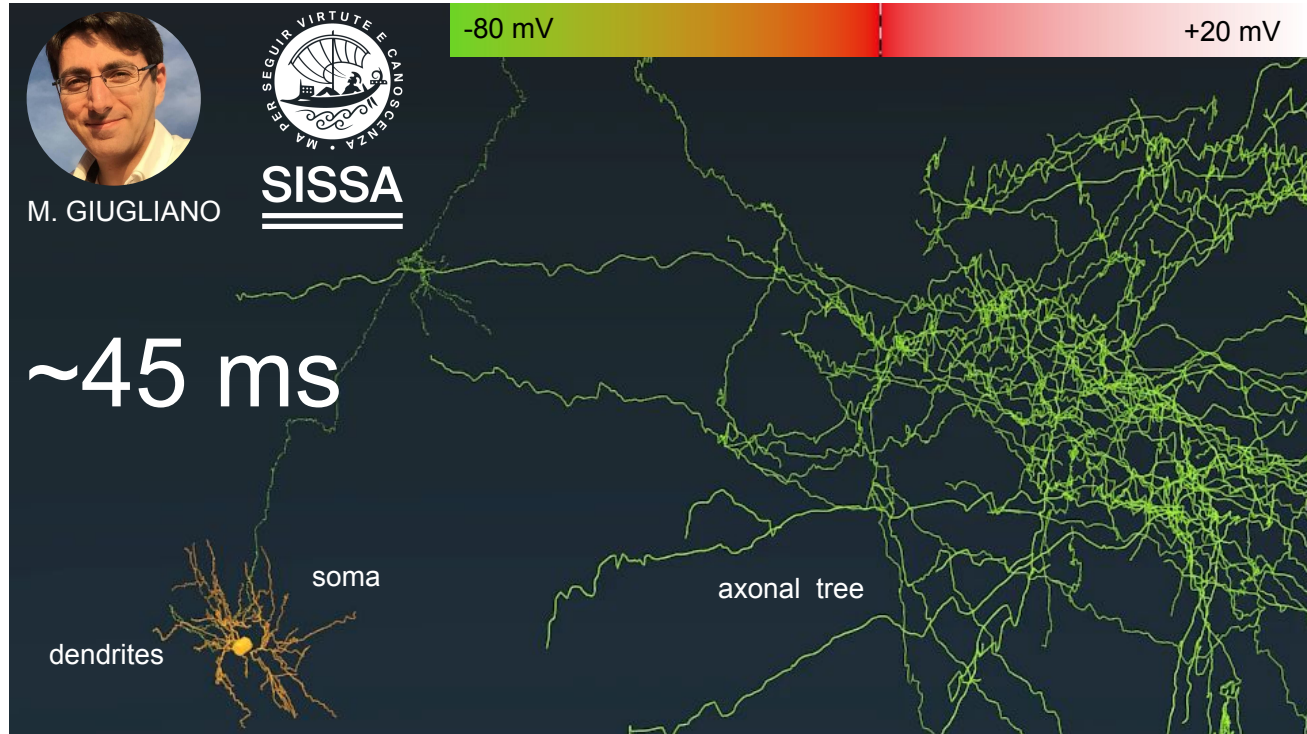 MA PER SEGUIR VIRTUTE E CANOSCENZA •
SISSA
M. GIUGLIANO
-80 mV
+20 mV
~45 ms
soma
dendrites
axonal tree